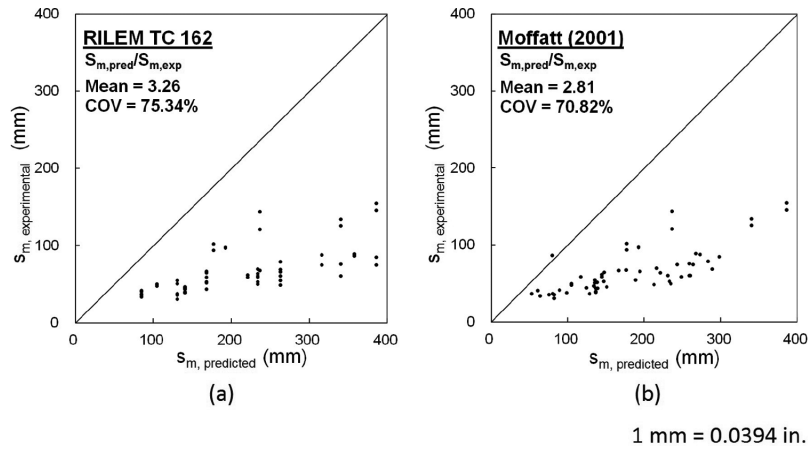 RILEM TC 162
Sm,pred/Sm,exp
Mean = 3.26
COV = 75.34%
400
300
200
100
0
sm, experimental (mm)
0 100 200 300 400
sm, predicted (mm)
(a)
Moffatt (2001)
Sm,pred/Sm,exp
Mean = 2.81
COV = 70.82%
400
300
200
100
0
sm, experimental (mm)
0 100 200 300 400
sm, predicted (mm)
(b)
1 mm = 0.0394 in.